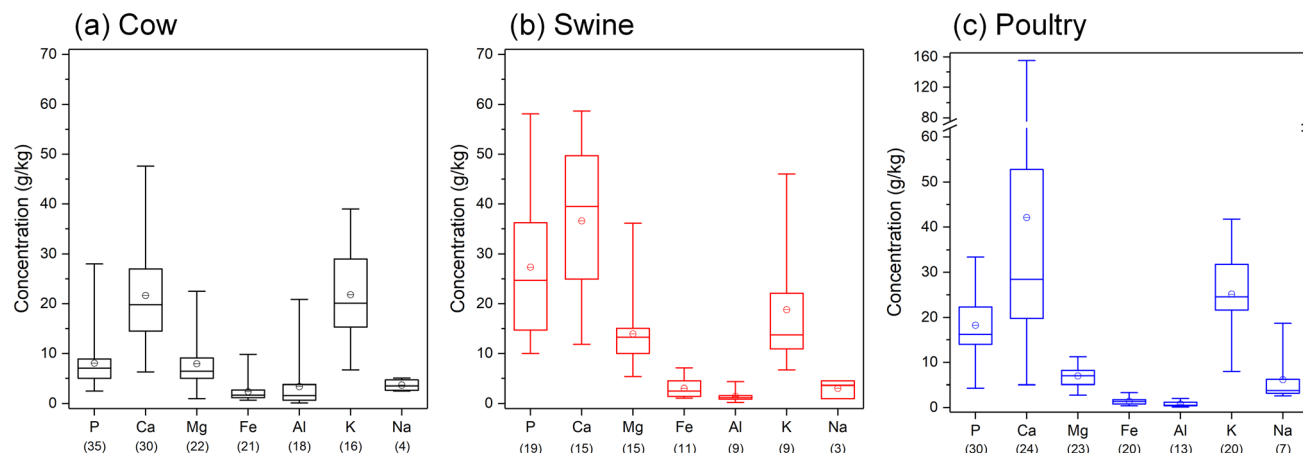 (a) Cow
Concentration (g/kg)
70
60
50
40
30
20
10
0
P Ca Mg Fe Al K Na
(35) (30) (22) (21) (18) (16) (4)
(b) Swine
Concentration (g/kg)
70
60
50
40
30
20
10
0
P Ca Mg Fe Al K Na
(19) (15) (15) (11) (9) (9) (3)
(c) Poultry
Concentration (g/kg)
160
120
80
60
50
40
30
20
10
0
P Ca Mg Fe Al K Na
(30) (24) (23) (20) (13) (20) (7)